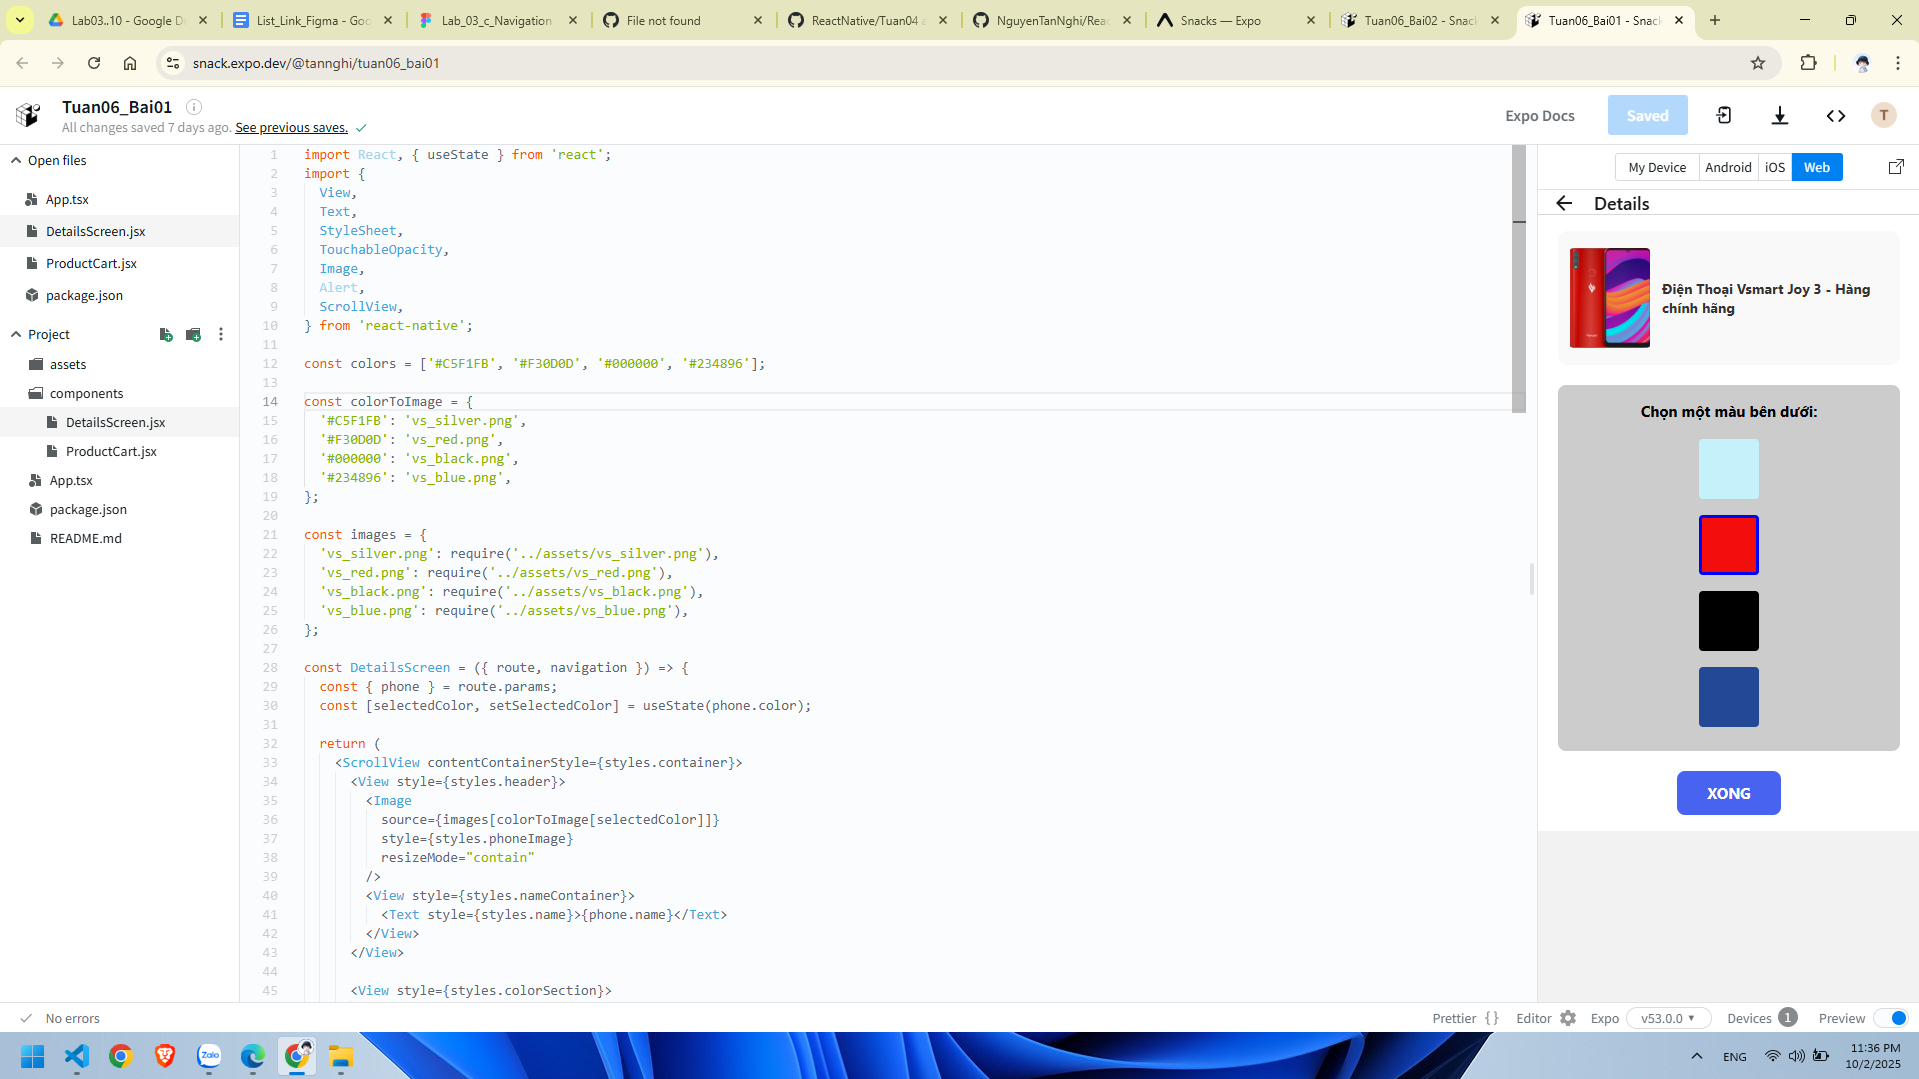 Lab03..10 - Google D
List_Link_Figma - Goo
Lab_03_c_Navigation
File not found
ReactNative/Tuan04 a
NguyenTanNghi/Reac
Snacks — Expo
Tuan06_Bai02 - Snack
Tuan06_Bai01 - Snack
snack.expo.dev/@tannghi/tuan06_bai01
Tuan06_Bai01
All changes saved 7 days ago. See previous saves.
Expo Docs
Saved
T
Open files
App.tsx
DetailsScreen.jsx
ProductCart.jsx
package.json
Project
assets
components
DetailsScreen.jsx
ProductCart.jsx
App.tsx
package.json
README.md
1 import React, { useState } from 'react';
2 import {
3 View,
4 Text,
5 StyleSheet,
6 TouchableOpacity,
7 Image,
8 Alert,
9 ScrollView,
10 } from 'react-native';
11
12 const colors = ['#C5F1FB', '#F30D0D', '#000000', '#234896'];
13
14 const colorToImage = {
15 '#C5F1FB': 'vs_silver.png',
16 '#F30D0D': 'vs_red.png',
17 '#000000': 'vs_black.png',
18 '#234896': 'vs_blue.png',
19 };
20
21 const images = {
22 'vs_silver.png': require('../assets/vs_silver.png'),
23 'vs_red.png': require('../assets/vs_red.png'),
24 'vs_black.png': require('../assets/vs_black.png'),
25 'vs_blue.png': require('../assets/vs_blue.png'),
26 };
27
28 const DetailsScreen = ({ route, navigation }) => {
29 const { phone } = route.params;
30 const [selectedColor, setSelectedColor] = useState(phone.color);
31
32 return (
33 <ScrollView contentContainerStyle={styles.container}>
34 <View style={styles.header}>
35 <Image
36 source={images[colorToImage[selectedColor]]}
37 style={styles.phoneImage}
38 resizeMode="contain"
39 />
40 <View style={styles.nameContainer}>
41 <Text style={styles.name}>{phone.name}</Text>
42 </View>
43 </View>
44
45 <View style={styles.colorSection}>
My Device
Android
iOS
Web
Details
Điện Thoại Vsmart Joy 3 - Hàng
chính hãng
Chọn một màu bên dưới:
XONG
No errors
Prettier { }
Editor
Expo
v53.0.0
Devices 1
Preview
Zalo
ENG
11:36 PM
10/2/2025